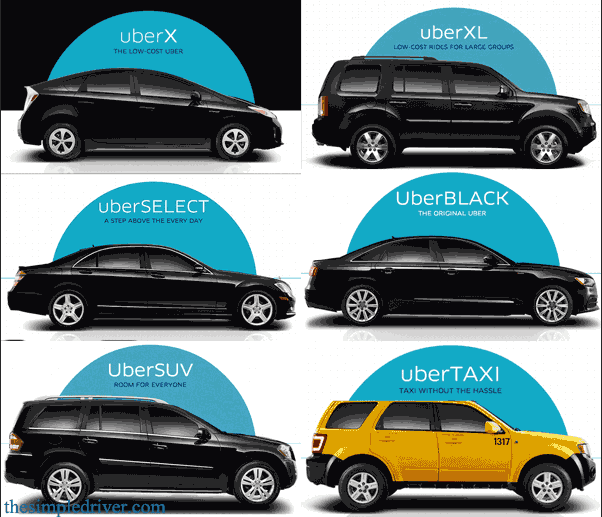 uberX
THE LOW-COST UBER
uberXL
LOW-COST RIDES FOR LARGE GROUPS
uberSELECT
A STEP ABOVE THE EVERY DAY
UberBLACK
THE ORIGINAL UBER
UberSUV
ROOM FOR EVERYONE
uberTAXI
TAXI WITHOUT THE HASSLE
1317
thesimpledriver.com